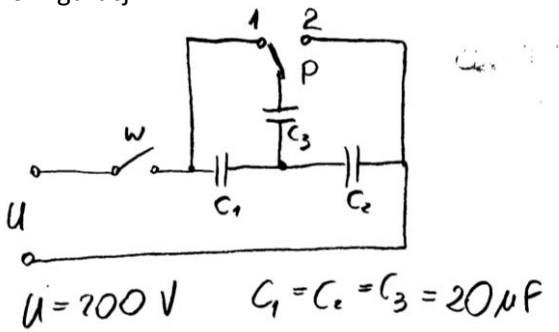 1 2
P
W
C₃
C₁ C₂
U
U = 200 V C₁ = C₂ = C₃ = 20 μF